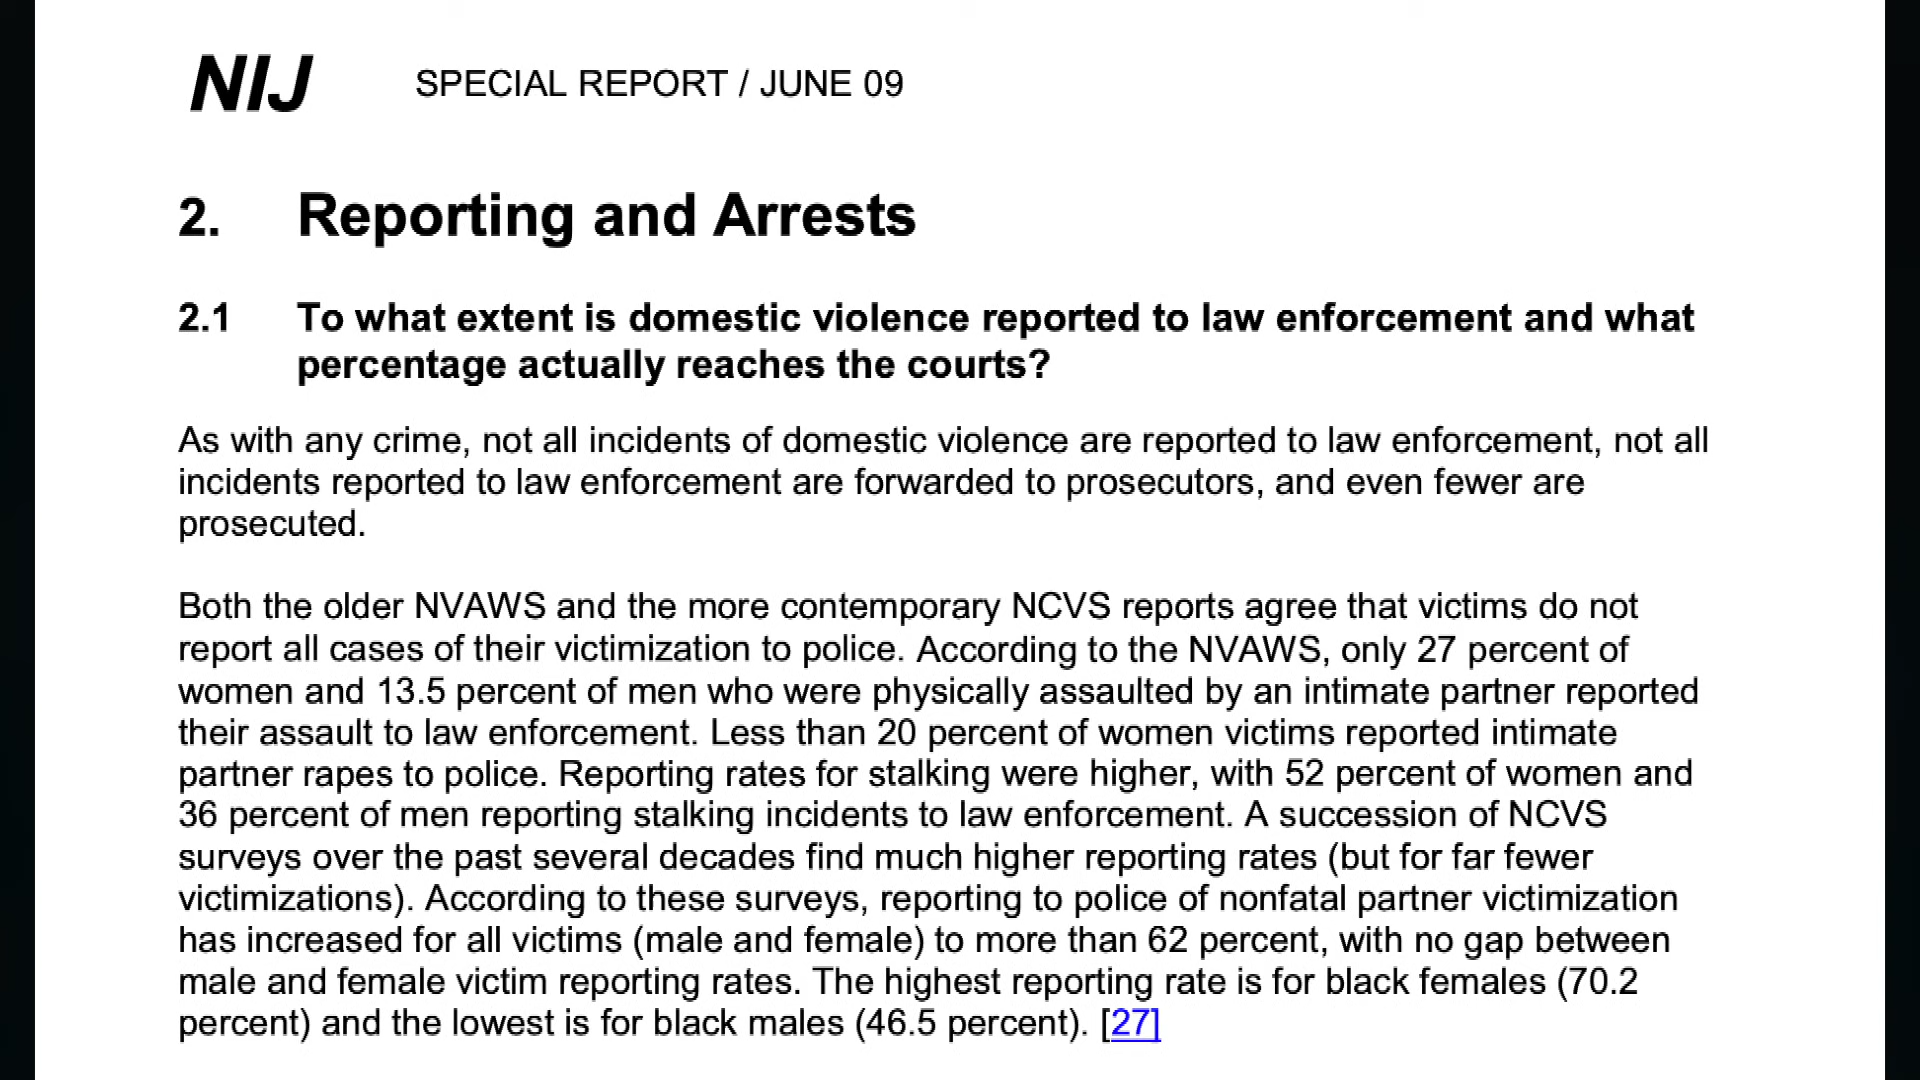 NIJ SPECIAL REPORT / JUNE 09
2. Reporting and Arrests
2.1 To what extent is domestic violence reported to law enforcement and what
percentage actually reaches the courts?
As with any crime, not all incidents of domestic violence are reported to law enforcement, not all
incidents reported to law enforcement are forwarded to prosecutors, and even fewer are
prosecuted.
Both the older NVAWS and the more contemporary NCVS reports agree that victims do not
report all cases of their victimization to police. According to the NVAWS, only 27 percent of
women and 13.5 percent of men who were physically assaulted by an intimate partner reported
their assault to law enforcement. Less than 20 percent of women victims reported intimate
partner rapes to police. Reporting rates for stalking were higher, with 52 percent of women and
36 percent of men reporting stalking incidents to law enforcement. A succession of NCVS
surveys over the past several decades find much higher reporting rates (but for far fewer
victimizations). According to these surveys, reporting to police of nonfatal partner victimization
has increased for all victims (male and female) to more than 62 percent, with no gap between
male and female victim reporting rates. The highest reporting rate is for black females (70.2
percent) and the lowest is for black males (46.5 percent). [27]